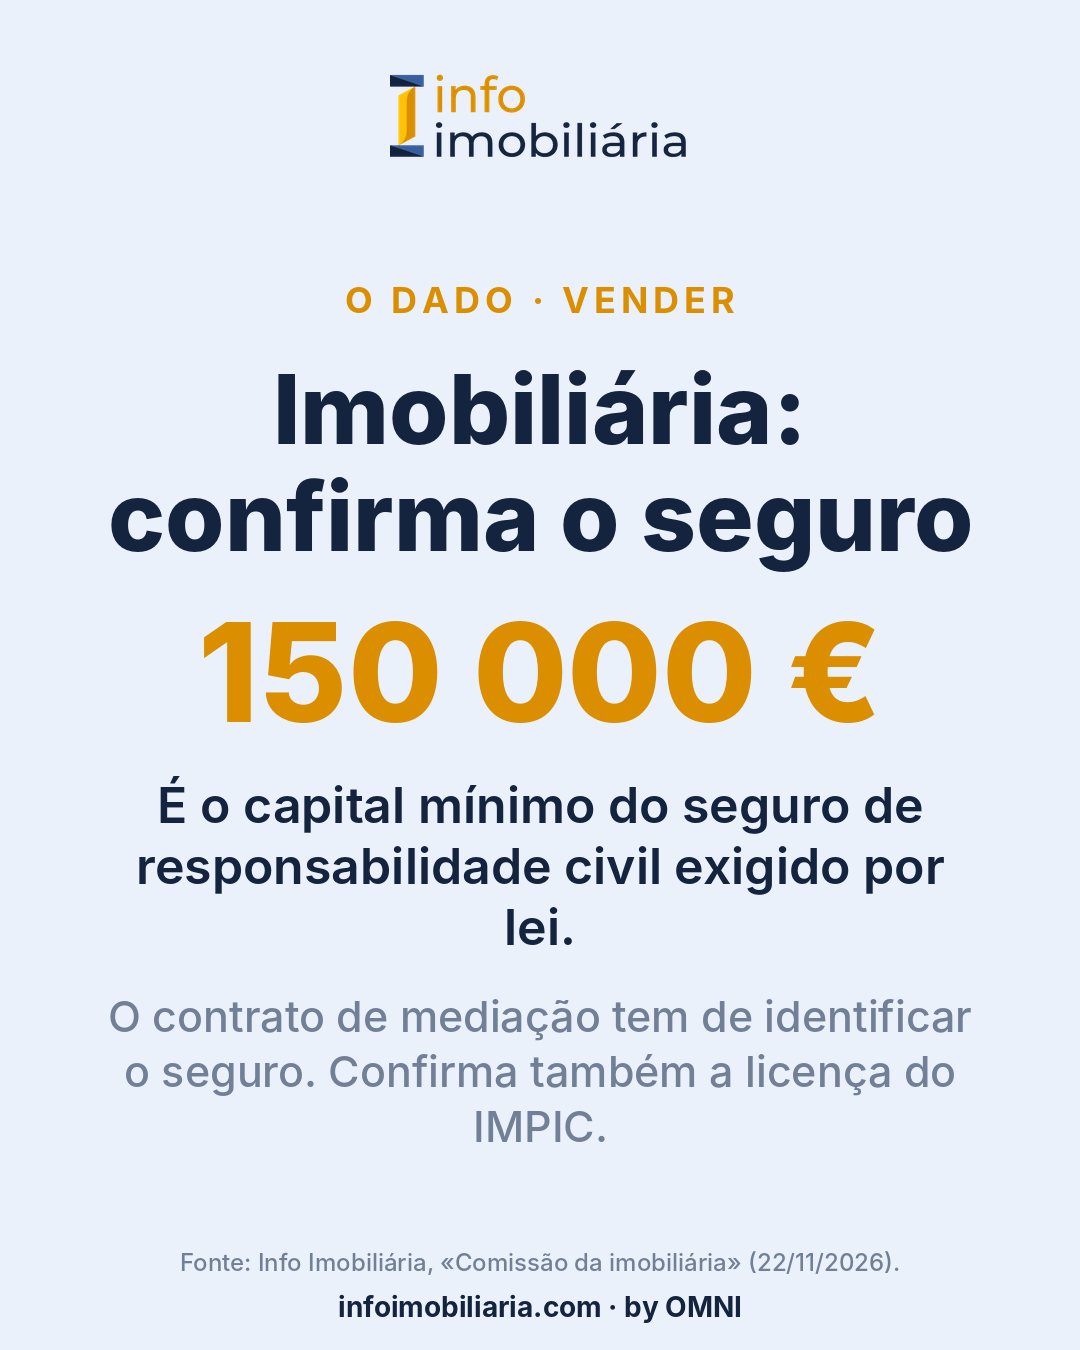 info
imobiliária
O DADO · VENDER
Imobiliária:
confirma o seguro
150 000 €
É o capital mínimo do seguro de
responsabilidade civil exigido por
lei.
O contrato de mediação tem de identificar
o seguro. Confirma também a licença do
IMPIC.
Fonte: Info Imobiliária, «Comissão da imobiliária» (22/11/2026).
infoimobiliaria.com · by OMNI